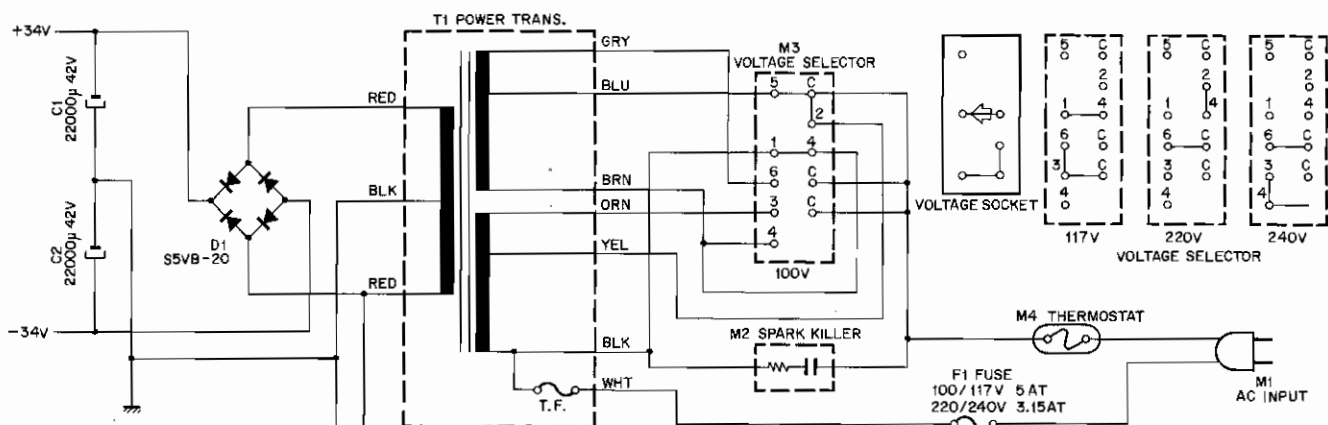 +34V
C1
22000μ 42V
C2
22000μ 42V
-34V
D1
S5VB-20
RED
BLK
RED
T1 POWER TRANS.
GRY
BLU
BRN
ORN
YEL
BLK
WHT
T.F.
M3
VOLTAGE SELECTOR
5 C
2
1 4
6 C
3 C
4
100V
M2 SPARK KILLER
VOLTAGE SOCKET
5 C
2
1 4
6 C
3 C
4
117V
5 C
2
1 4
6 C
3 C
4
220V
5 C
2
1 4
6 C
3 C
4
240V
VOLTAGE SELECTOR
M4 THERMOSTAT
F1 FUSE
100/117V 5AT
220/240V 3.15AT
M1
AC INPUT